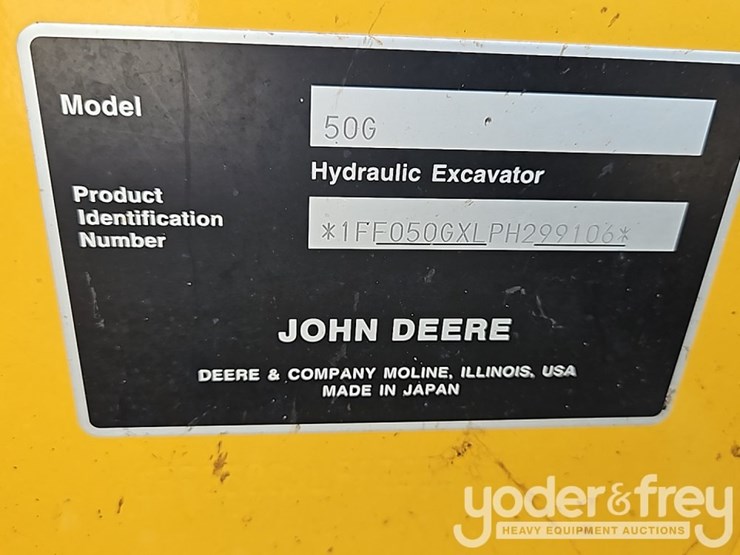 Model
50G
Hydraulic Excavator
Product
Identification
Number
*1FF050GXLPH299106*
JOHN DEERE
DEERE & COMPANY MOLINE, ILLINOIS, USA
MADE IN JAPAN
yoder&frey
HEAVY EQUIPMENT AUCTIONS